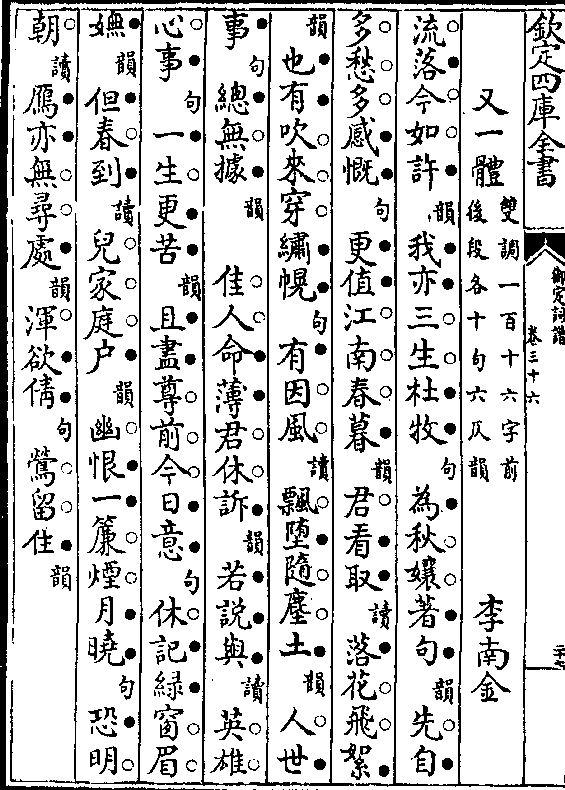 欽定四庫全書
御定詞譜
卷三十六
又一體
雙調一百十六字前
後段各十句六仄韻
李南金
流落今如許韻我亦三生杜牧句為秋孃著句韻先自
多愁多感慨句更值江南春暮韻君看取讀落花飛絮
韻也有吹來穿繡幌句有因風讀飄墮隨塵土韻人世
事句總無據韻佳人命薄君休訴韻若說與讀英雄
心事句一生更苦韻且盡尊前今日意句休記綠窗眉
嫵韻但春到讀兒家庭户韻幽恨一簾煙月曉句恐明
朝讀鴈亦無尋處韻渾欲倩句鶯留住韻